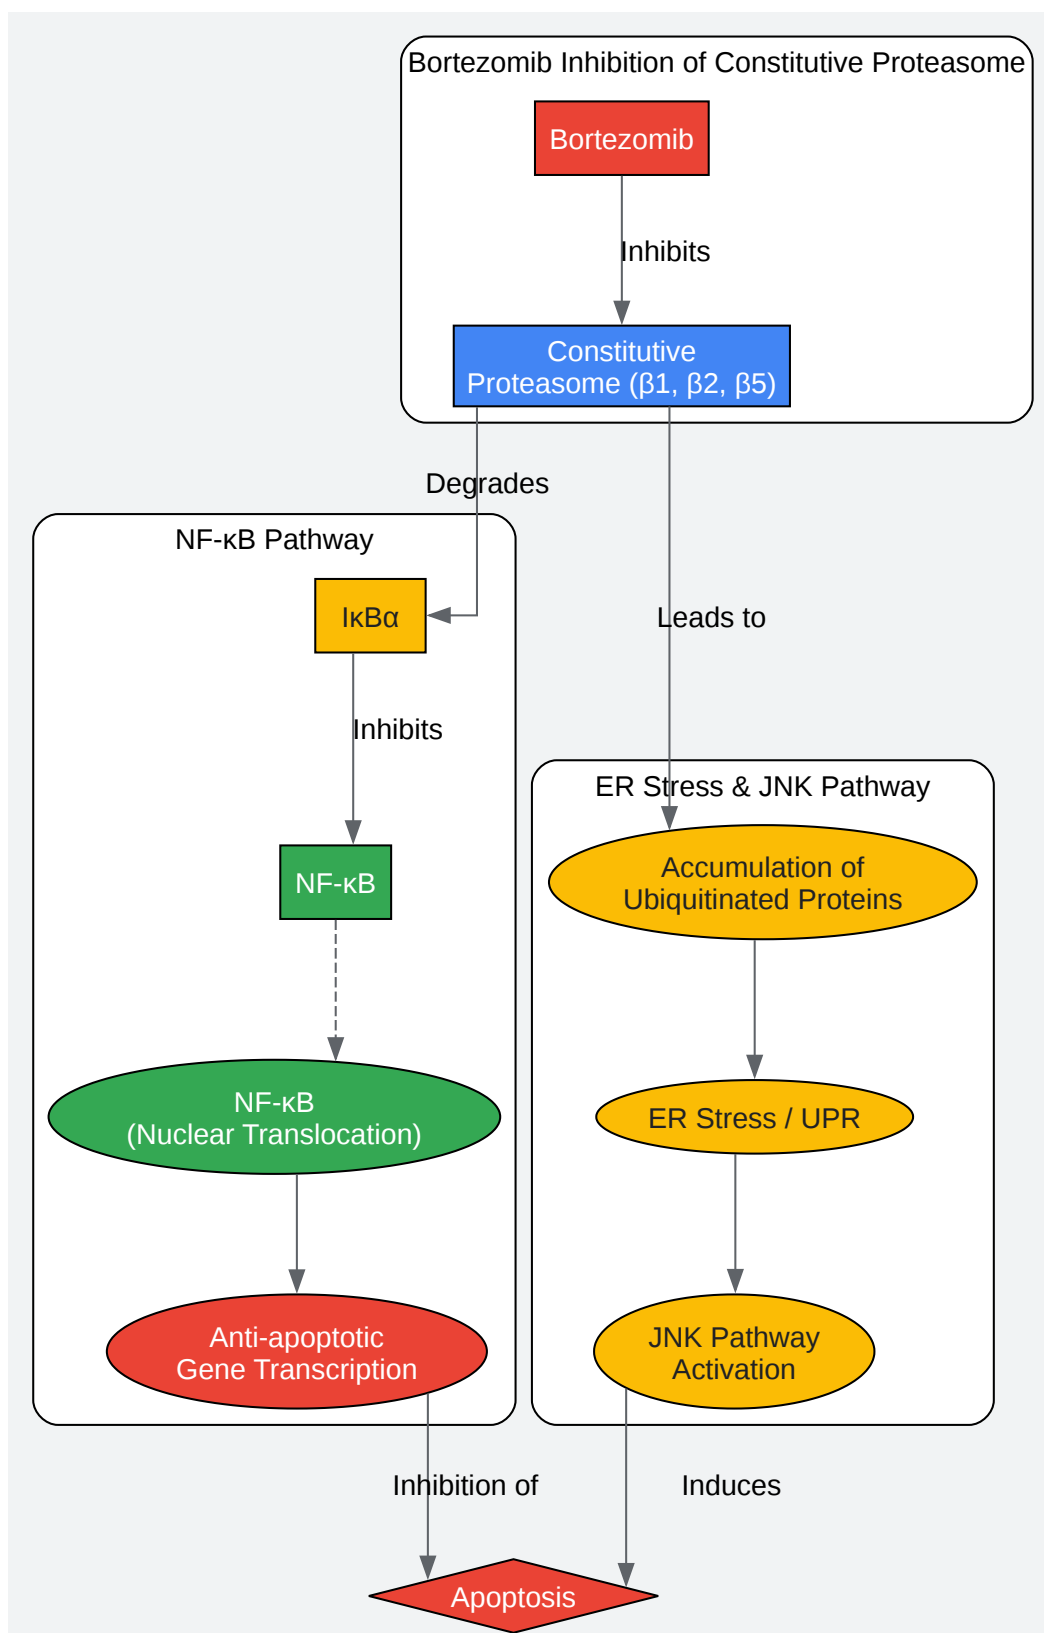 Bortezomib Inhibition of Constitutive Proteasome
Bortezomib
Inhibits
Constitutive
Proteasome (β1, β2, β5)
Degrades
NF-κB Pathway
IκBα
Leads to
Inhibits
ER Stress & JNK Pathway
NF-κB
Accumulation of
Ubiquitinated Proteins
NF-κB
(Nuclear Translocation)
ER Stress / UPR
Anti-apoptotic
Gene Transcription
JNK Pathway
Activation
Inhibition of
Induces
Apoptosis